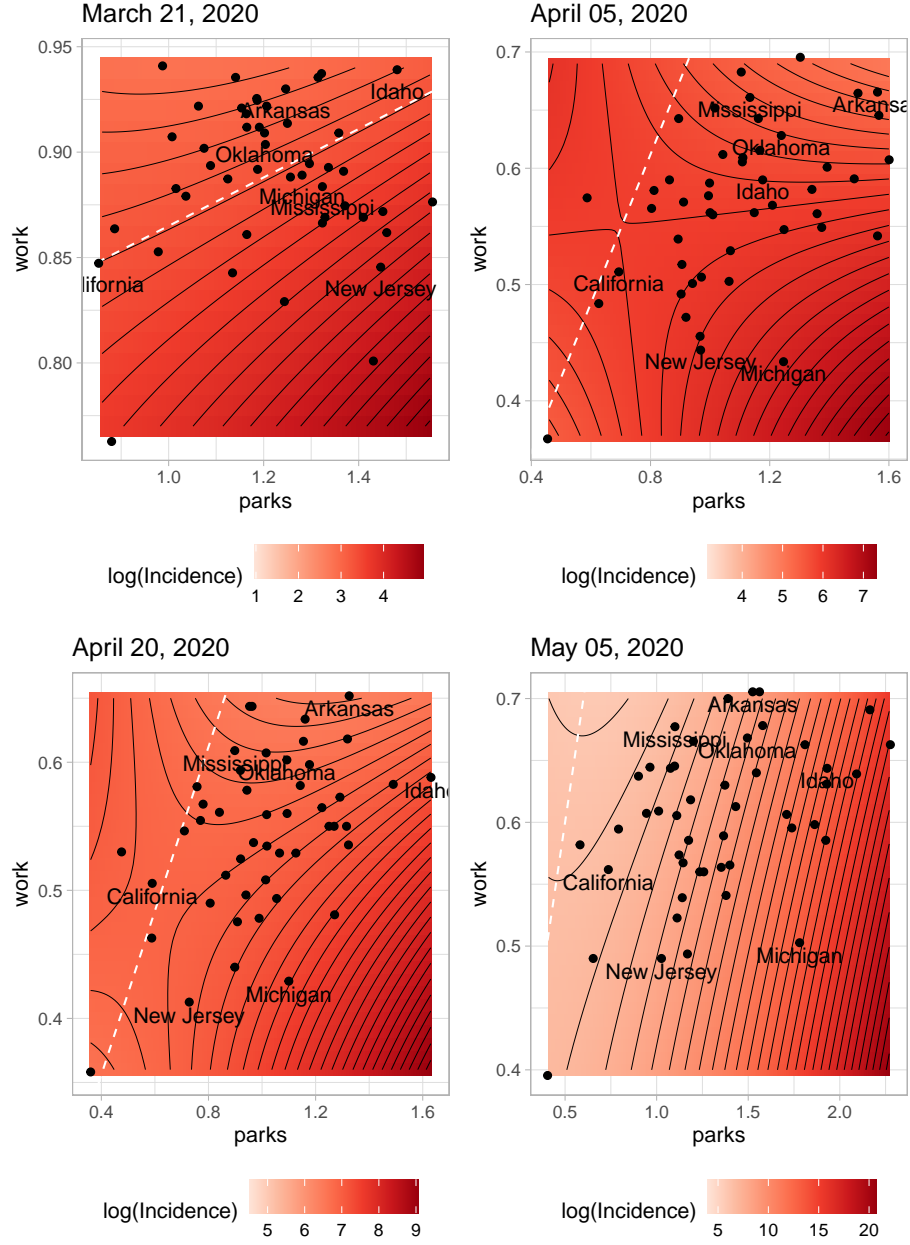 March 21, 2020
0.95
0.90
0.85
0.80
work
Idaho
Arkansas
Oklahoma
Michigan
Mississippi
lifornia
New Jersey
1.0 1.2 1.4
parks
log(Incidence)
1 2 3 4
April 05, 2020
0.7
0.6
0.5
0.4
work
Arkansa
Mississippi
Oklahoma
Idaho
California
New Jersey
Michigan
0.4 0.8 1.2 1.6
parks
log(Incidence)
4 5 6 7
April 20, 2020
0.6
0.5
0.4
work
Arkansas
Mississippi
Oklahoma
Idaho
California
Michigan
New Jersey
0.4 0.8 1.2 1.6
parks
log(Incidence)
5 6 7 8 9
May 05, 2020
0.7
0.6
0.5
0.4
work
Arkansas
Mississippi
Oklahoma
Idaho
California
Michigan
New Jersey
0.5 1.0 1.5 2.0
parks
log(Incidence)
5 10 15 20